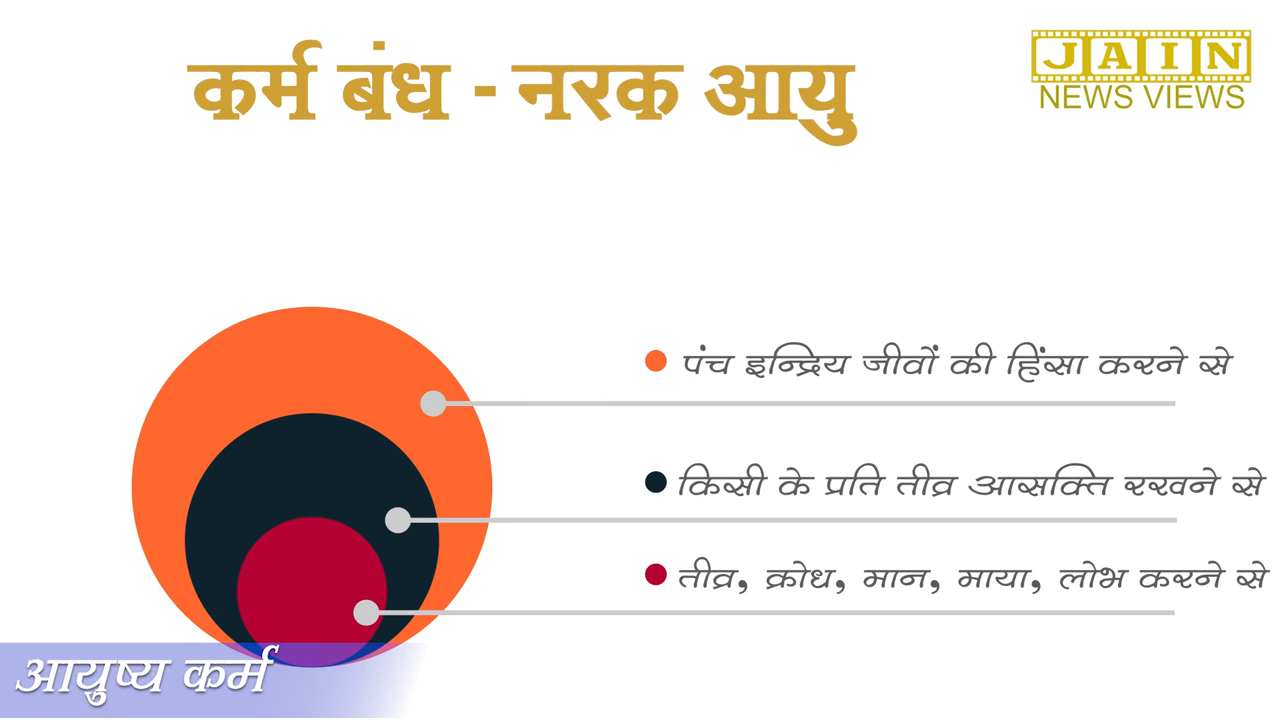 कर्म बंध - नरक आयु
JAIN
NEWS VIEWS
पंच इन्द्रिय जीवों की हिंसा करने से
किसी के प्रति तीव्र आसक्ति रखने से
तीव्र, क्रोध, मान, माया, लोभ करने से
आयुष्य कर्म